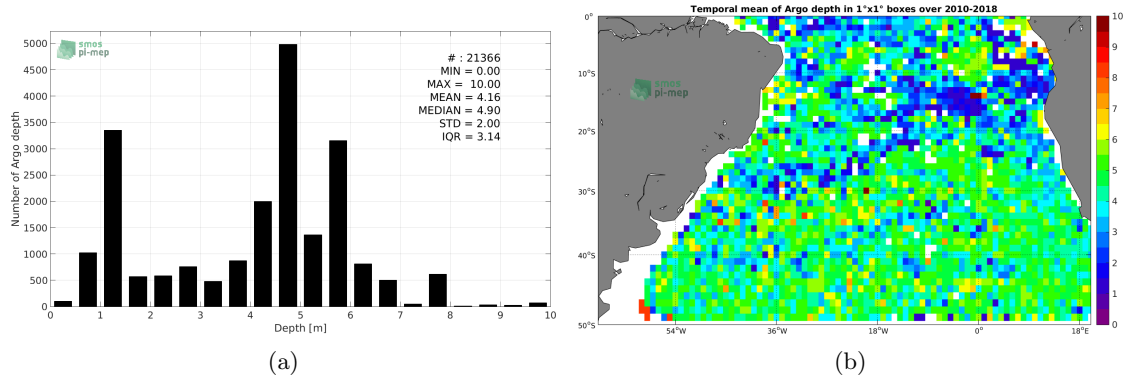 smos
pi-mep
# : 21366
MIN = 0.00
MAX = 10.00
MEAN = 4.16
MEDIAN = 4.90
STD = 2.00
IQR = 3.14
Number of Argo depth
5000
4500
4000
3500
3000
2500
2000
1500
1000
500
0
0 1 2 3 4 5 6 7 8 9 10
Depth [m]
(a)
Temporal mean of Argo depth in 1°x1° boxes over 2010-2018
smos
pi-mep
0°
10°S
20°S
30°S
40°S
50°S
54°W 36°W 18°W 0° 18°E
10
9
8
7
6
5
4
3
2
1
0
(b)